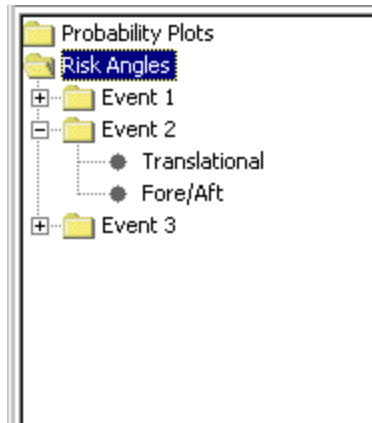 Probability Plots
Risk Angles
Event 1
Event 2
Translational
Fore/Aft
Event 3